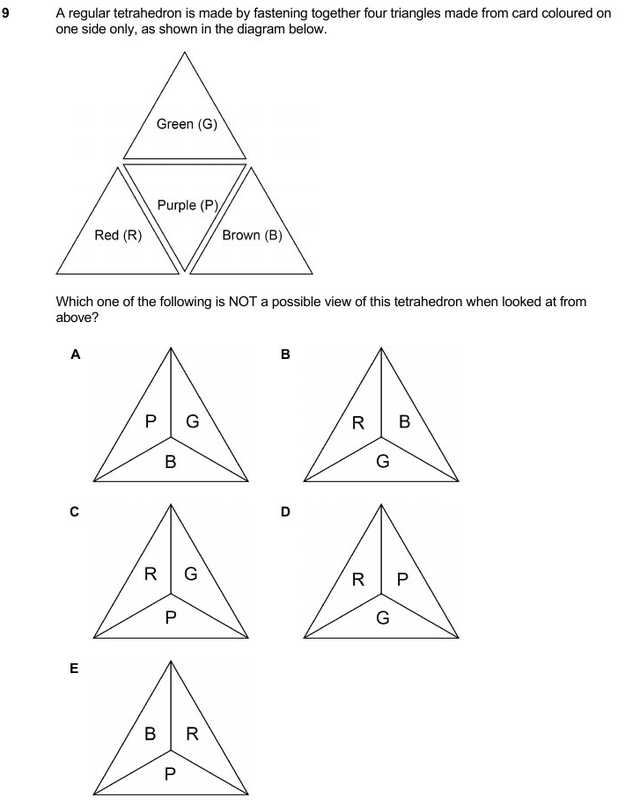 9 A regular tetrahedron is made by fastening together four triangles made from card coloured on
one side only, as shown in the diagram below.
Green (G)
Purple (P)
Red (R)
Brown (B)
Which one of the following is NOT a possible view of this tetrahedron when looked at from
above?
A
B
P G
B
R B
G
C
D
R G
P
R P
G
E
B R
P